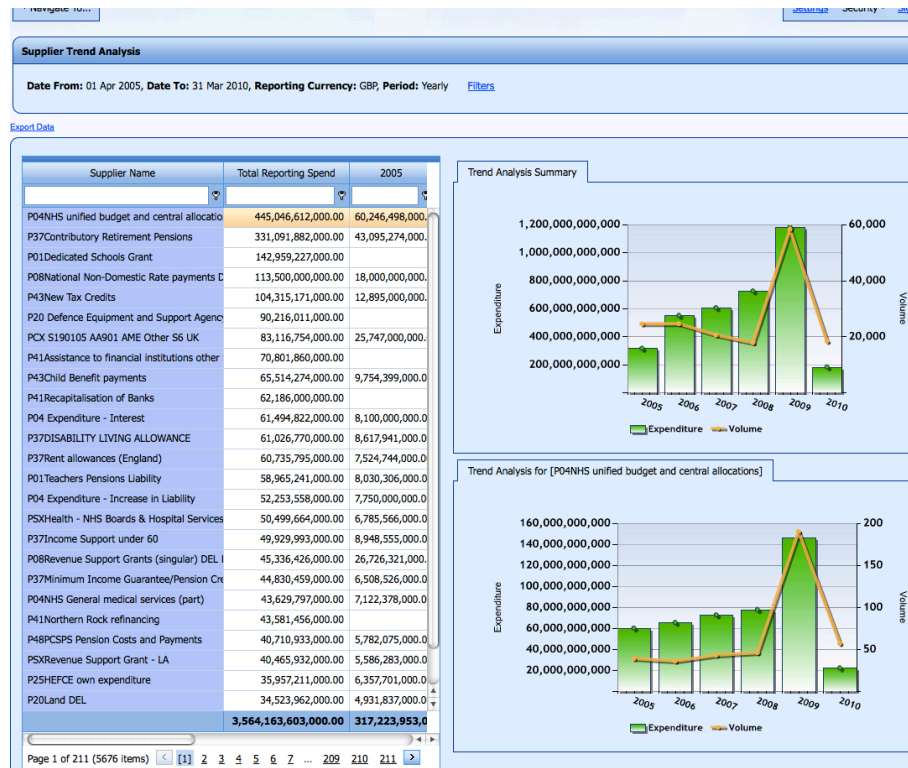 Navigate To...
Settings Security
Supplier Trend Analysis
Date From: 01 Apr 2005, Date To: 31 Mar 2010, Reporting Currency: GBP, Period: Yearly Filters
Export Data
Supplier Name Total Reporting Spend 2005
P04NHS unified budget and central allocatio 445,046,612,000.00 60,246,498,000.
P37Contributory Retirement Pensions 331,091,882,000.00 43,095,274,000.
P01Dedicated Schools Grant 142,959,227,000.00
P08National Non-Domestic Rate payments D 113,500,000,000.00 18,000,000,000.
P43New Tax Credits 104,315,171,000.00 12,895,000,000.
P20 Defence Equipment and Support Agency 90,216,011,000.00
PCX S190105 AA901 AME Other S6 UK 83,116,754,000.00 25,747,000,000.
P41Assistance to financial institutions other 70,801,860,000.00
P43Child Benefit payments 65,514,274,000.00 9,754,399,000.0
P41Recapitalisation of Banks 62,186,000,000.00
P04 Expenditure - Interest 61,494,822,000.00 8,100,000,000.0
P37DISABILITY LIVING ALLOWANCE 61,026,770,000.00 8,617,941,000.0
P37Rent allowances (England) 60,735,795,000.00 7,524,744,000.0
P01Teachers Pensions Liability 58,965,241,000.00 8,030,306,000.0
P04 Expenditure - Increase in Liability 52,253,558,000.00 7,750,000,000.0
PSXHealth - NHS Boards & Hospital Services 50,499,664,000.00 6,785,566,000.0
P37Income Support under 60 49,929,993,000.00 8,948,555,000.0
P08Revenue Support Grants (singular) DEL 45,336,426,000.00 26,726,321,000.
P37Minimum Income Guarantee/Pension Cre 44,830,459,000.00 6,508,526,000.0
P04NHS General medical services (part) 43,629,797,000.00 7,122,378,000.0
P41Northern Rock refinancing 43,581,456,000.00
P48PCSPS Pension Costs and Payments 40,710,933,000.00 5,782,075,000.0
PSXRevenue Support Grant - LA 40,465,932,000.00 5,586,283,000.0
P25HEFCE own expenditure 35,957,211,000.00 6,357,701,000.0
P20Land DEL 34,523,962,000.00 4,931,837,000.0
3,564,163,603,000.00 317,223,953,0
Page 1 of 211 (5676 items) [1] 2 3 4 5 6 7 ... 209 210 211
Trend Analysis Summary
1,200,000,000,000
1,000,000,000,000
800,000,000,000
600,000,000,000
400,000,000,000
200,000,000,000
Expenditure
60,000
40,000
20,000
Volume
2005 2006 2007 2008 2009 2010
Expenditure Volume
Trend Analysis for [P04NHS unified budget and central allocations]
160,000,000,000
140,000,000,000
120,000,000,000
100,000,000,000
80,000,000,000
60,000,000,000
40,000,000,000
20,000,000,000
Expenditure
200
150
100
50
Volume
2005 2006 2007 2008 2009 2010
Expenditure Volume